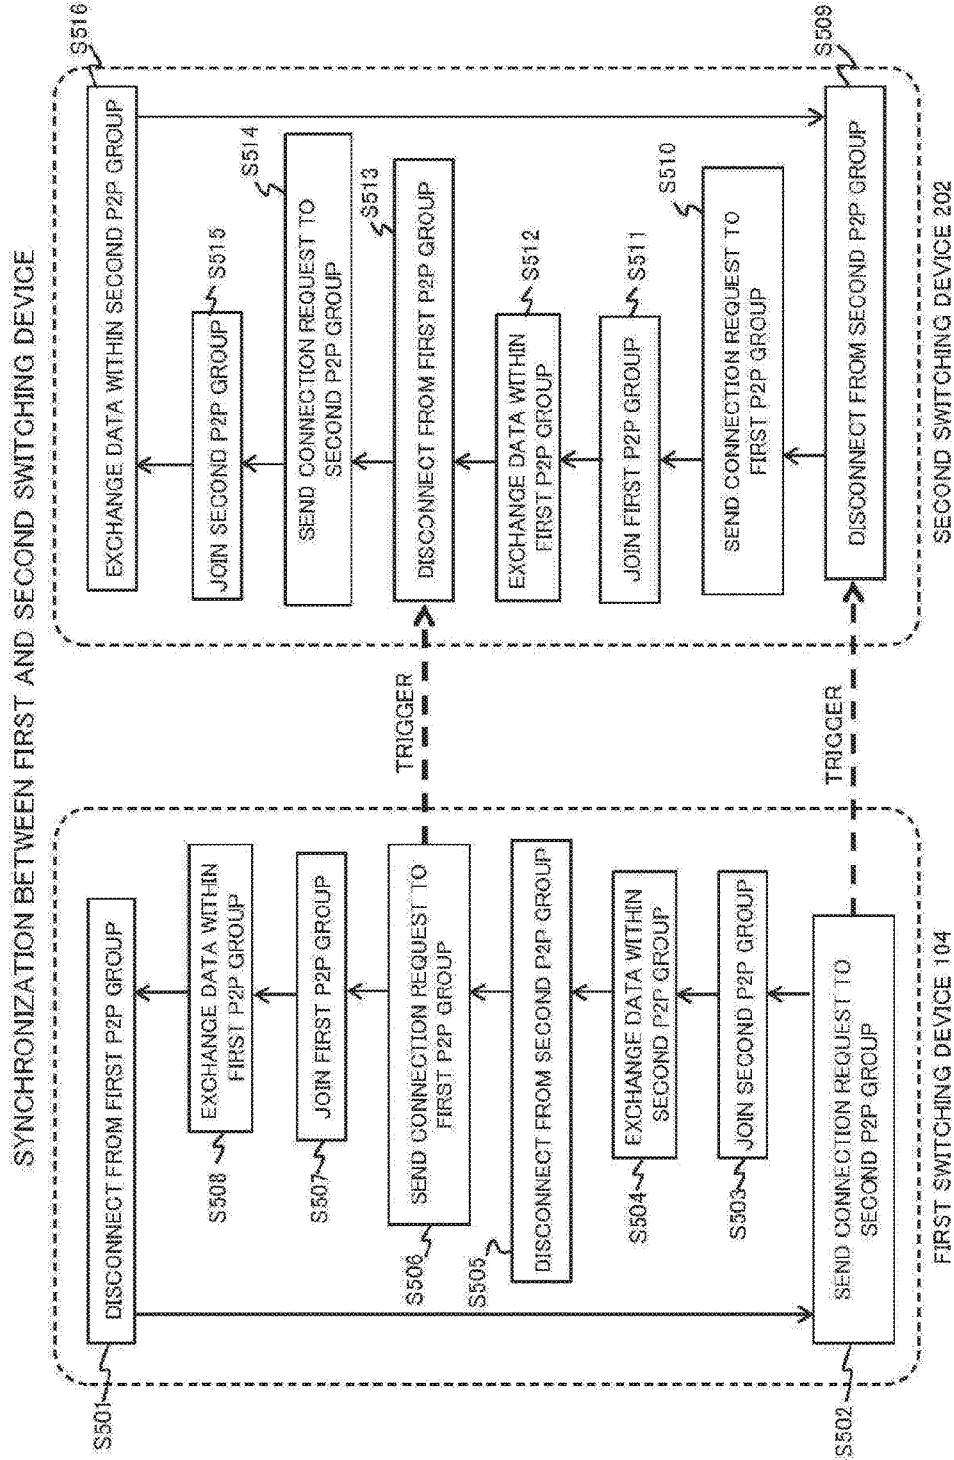 SYNCHRONIZATION BETWEEN FIRST AND SECOND SWITCHING DEVICE
S501
DISCONNECT FROM FIRST P2P GROUP
S508
EXCHANGE DATA WITHIN
FIRST P2P GROUP
S507
JOIN FIRST P2P GROUP
S506
SEND CONNECTION REQUEST TO
FIRST P2P GROUP
S505
DISCONNECT FROM SECOND P2P GROUP
S504
EXCHANGE DATA WITHIN
SECOND P2P GROUP
S503
JOIN SECOND P2P GROUP
S502
SEND CONNECTION REQUEST TO
SECOND P2P GROUP
FIRST SWITCHING DEVICE 104
TRIGGER
TRIGGER
S516
EXCHANGE DATA WITHIN SECOND P2P GROUP
S515
JOIN SECOND P2P GROUP
S514
SEND CONNECTION REQUEST TO
SECOND P2P GROUP
S513
DISCONNECT FROM FIRST P2P GROUP
S512
EXCHANGE DATA WITHIN
FIRST P2P GROUP
S511
JOIN FIRST P2P GROUP
S510
SEND CONNECTION REQUEST TO
FIRST P2P GROUP
S509
DISCONNECT FROM SECOND P2P GROUP
SECOND SWITCHING DEVICE 202